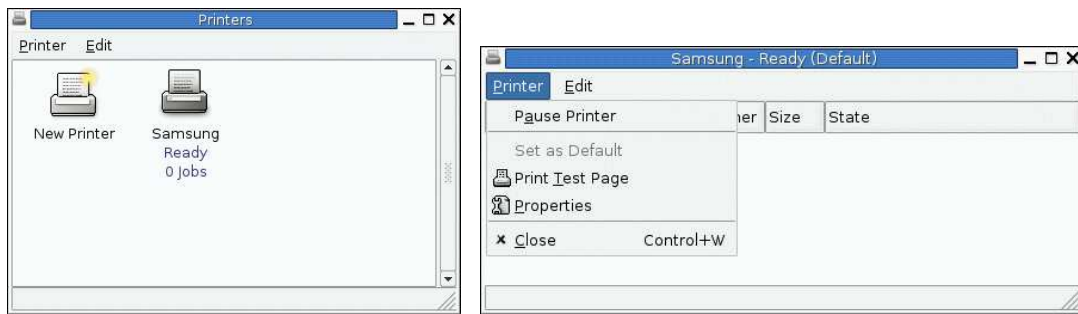 Printers
Printer Edit
New Printer
Samsung
Ready
0 Jobs
Samsung - Ready (Default)
Printer Edit
Size State
Pause Printer
Set as Default
Print Test Page
Properties
Close Control+W